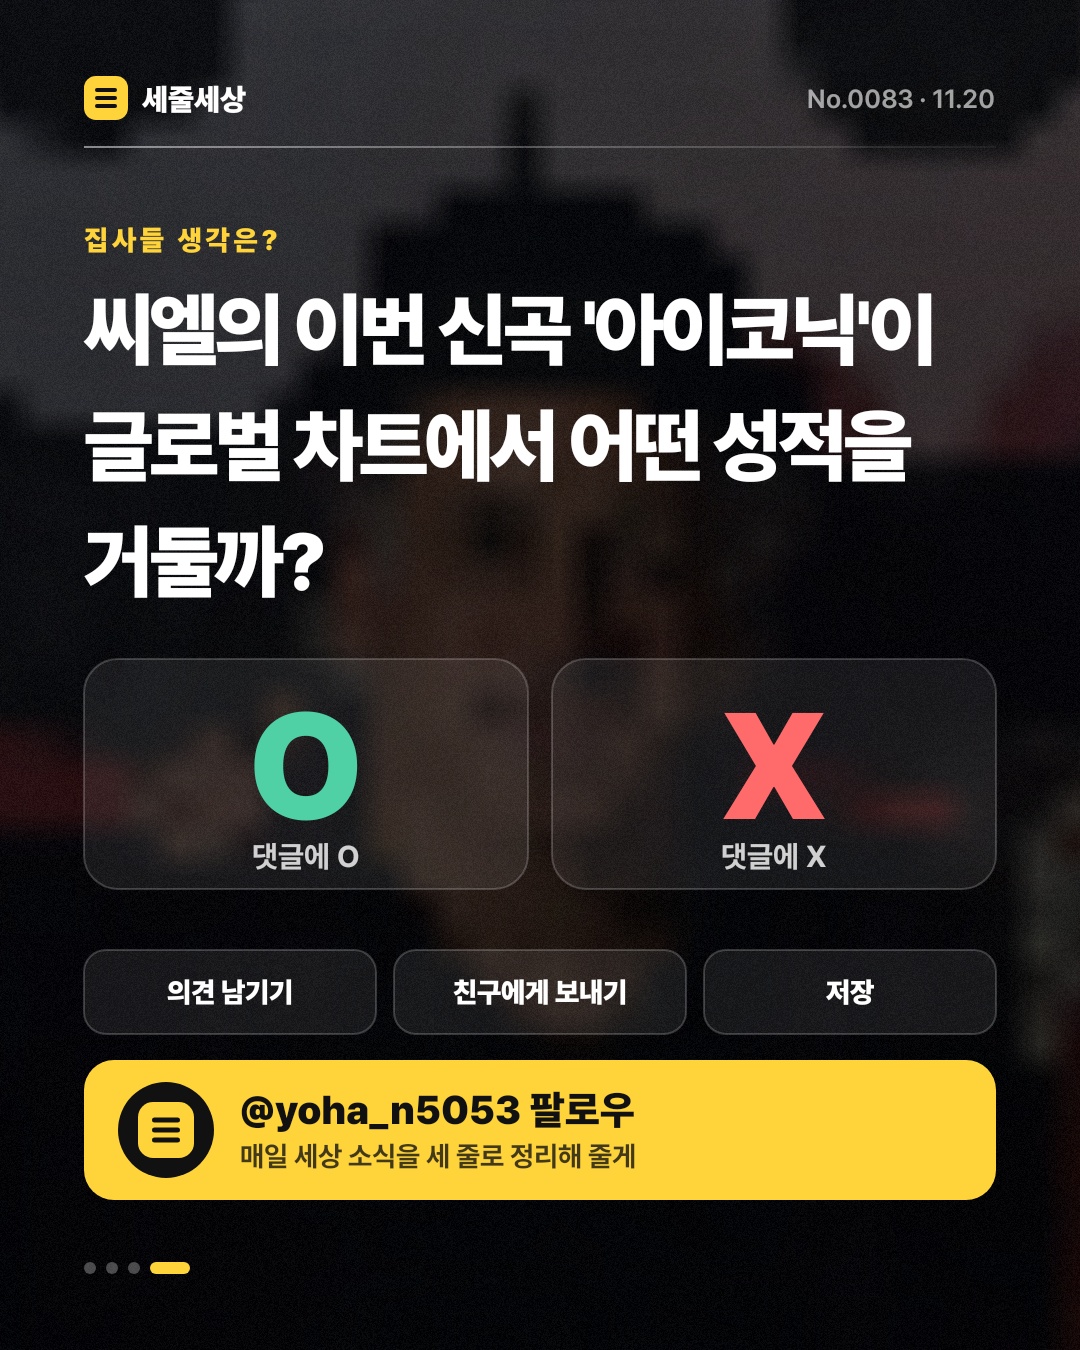 세줄세상
No.0083 · 11.20
집사들 생각은?
씨엘의 이번 신곡 '아이코닉'이
글로벌 차트에서 어떤 성적을
거둘까?
O
댓글에 O
X
댓글에 X
의견 남기기
친구에게 보내기
저장
@yoha_n5053 팔로우
매일 세상 소식을 세 줄로 정리해 줄게